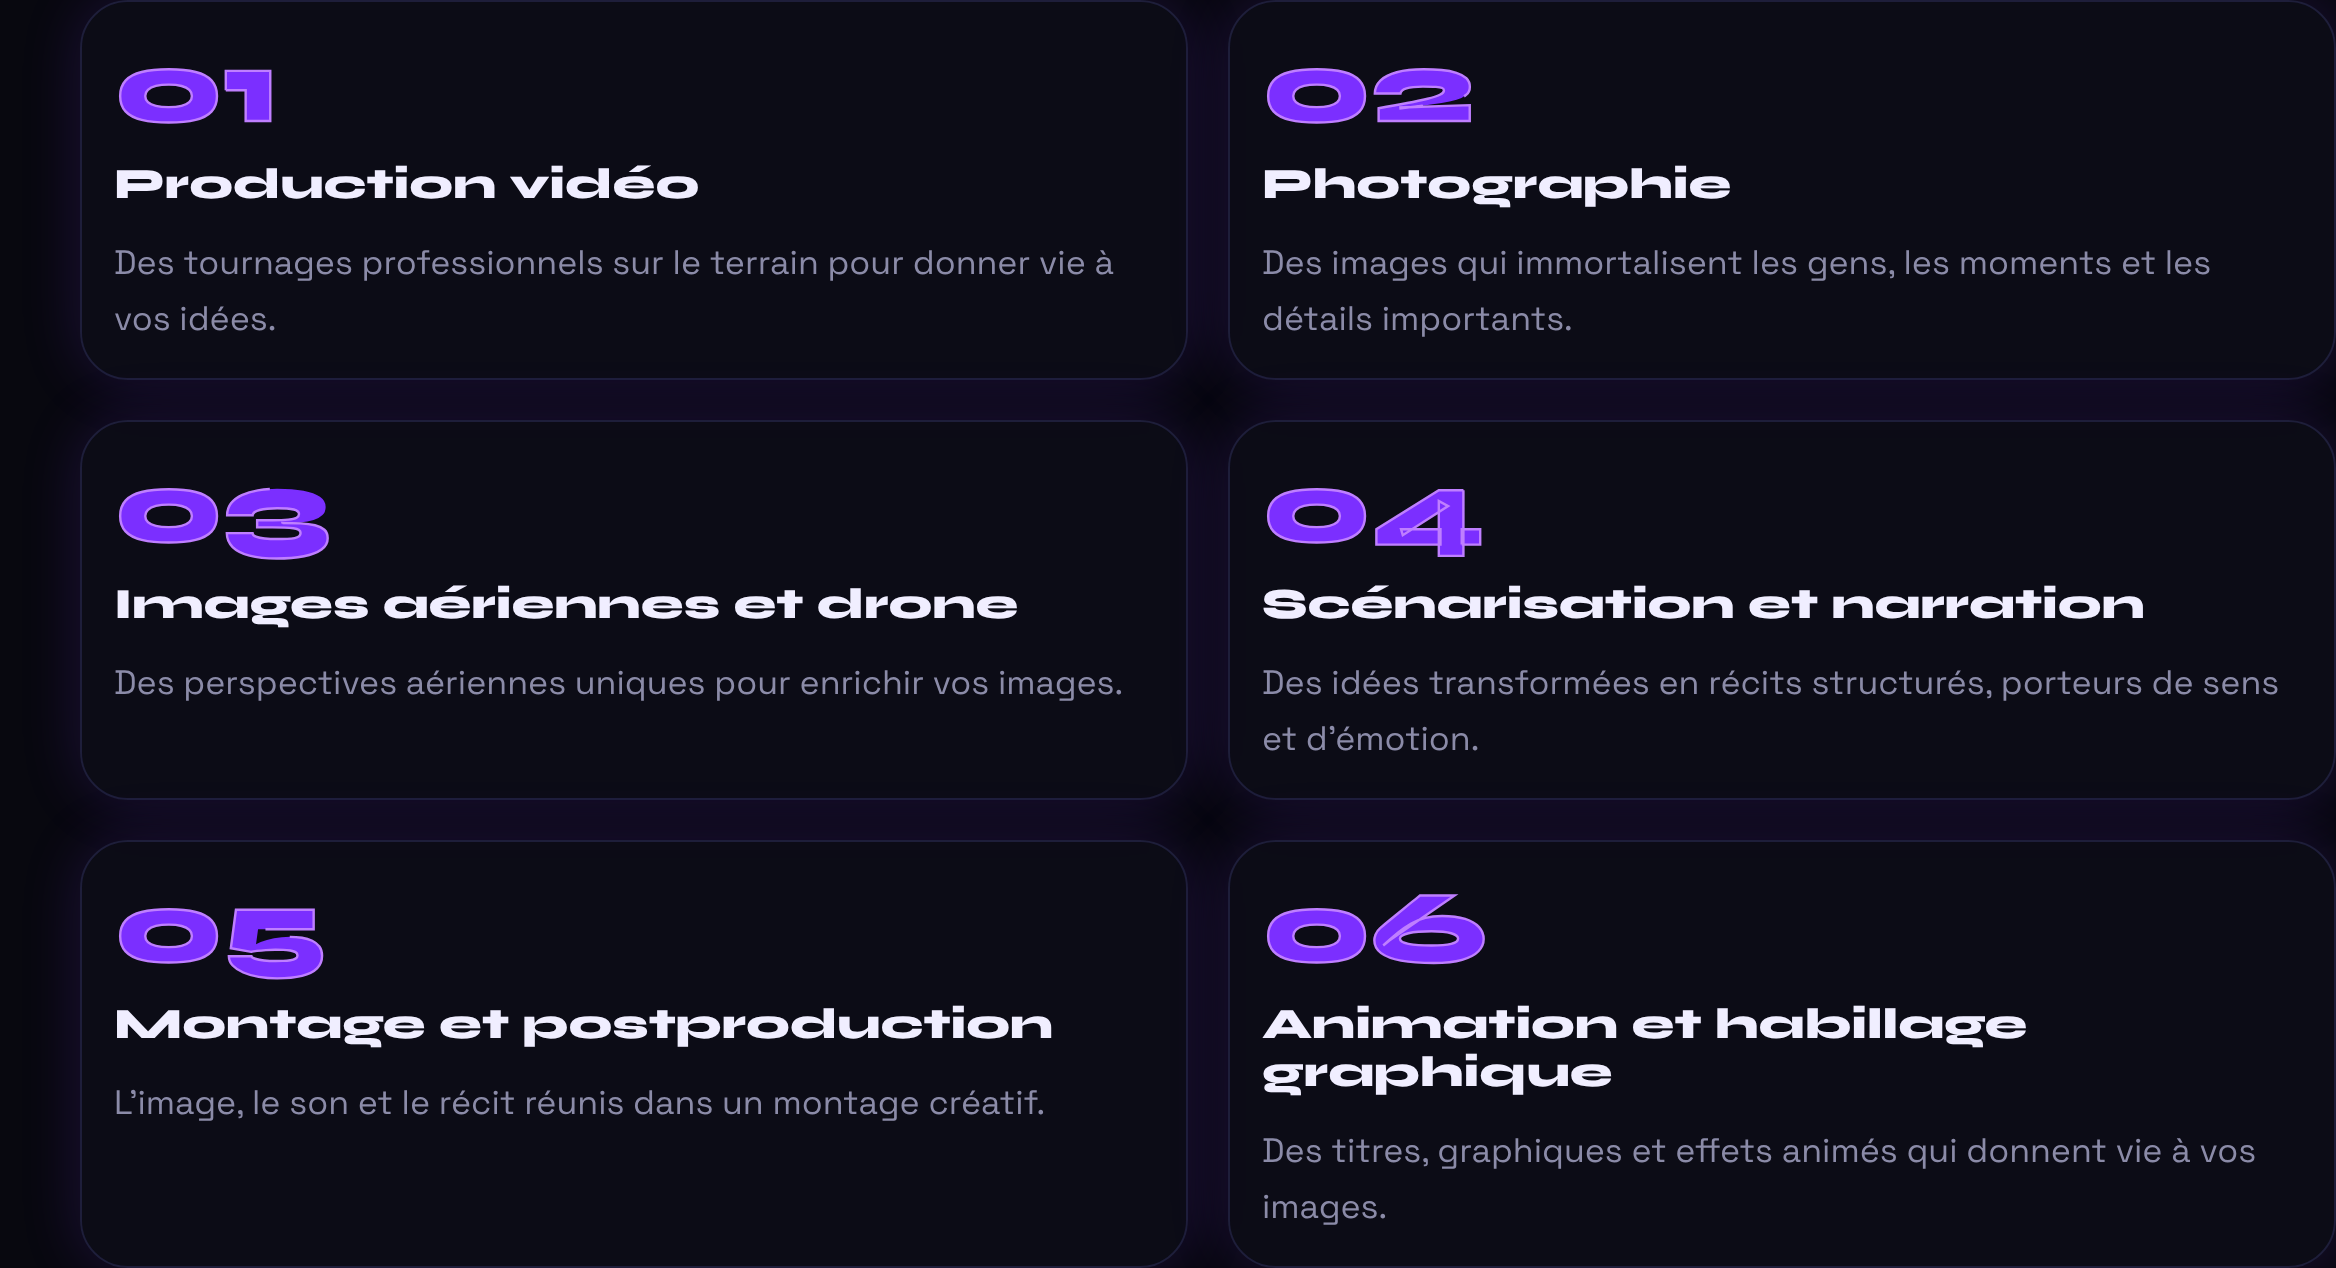 01
Production vidéo
Des tournages professionnels sur le terrain pour donner vie à
vos idées.
02
Photographie
Des images qui immortalisent les gens, les moments et les
détails importants.
03
Images aériennes et drone
Des perspectives aériennes uniques pour enrichir vos images.
04
Scénarisation et narration
Des idées transformées en récits structurés, porteurs de sens
et d’émotion.
05
Montage et postproduction
L’image, le son et le récit réunis dans un montage créatif.
06
Animation et habillage
graphique
Des titres, graphiques et effets animés qui donnent vie à vos
images.